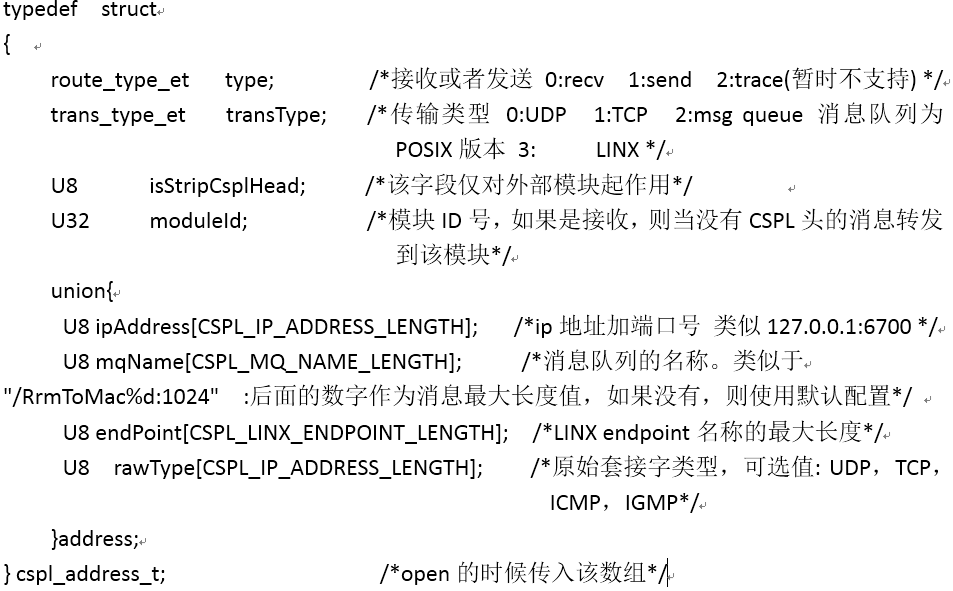 typedef struct
{
route_type_et type; /*接收或者发送 0:recv 1:send 2:trace(暂时不支持) */
trans_type_et transType; /*传输类型 0:UDP 1:TCP 2:msg queue 消息队列为
POSIX 版本 3: LINX */
U8 isStripCsplHead; /*该字段仅对外部模块起作用*/
U32 moduleId; /*模块 ID 号，如果是接收，则当没有 CSPL 头的消息转发
到该模块*/
union{
U8 ipAddress[CSPL_IP_ADDRESS_LENGTH]; /*ip 地址加端口号 类似 127.0.0.1:6700 */
U8 mqName[CSPL_MQ_NAME_LENGTH]; /*消息队列的名称。类似于
"/RrmToMac%d:1024" :后面的数字作为消息最大长度值，如果没有，则使用默认配置*/
U8 endPoint[CSPL_LINX_ENDPOINT_LENGTH]; /*LINX endpoint 名称的最大长度*/
U8 rawType[CSPL_IP_ADDRESS_LENGTH]; /*原始套接字类型，可选值: UDP，TCP，
ICMP，IGMP*/
}address;
} cspl_address_t; /*open 的时候传入该数组*/